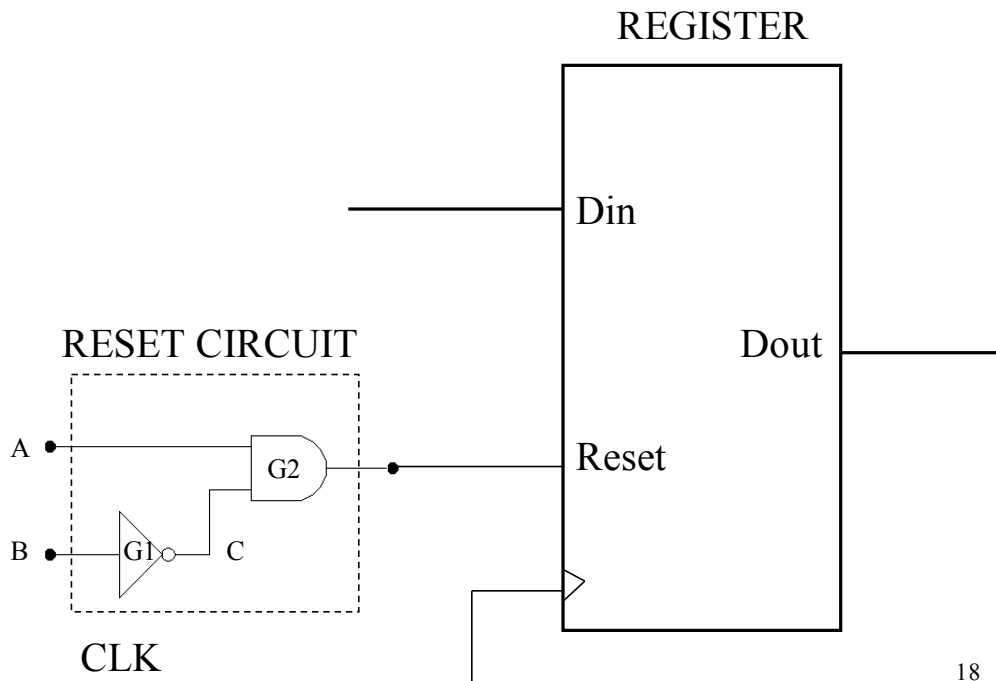 REGISTER
Din
RESET CIRCUIT
Dout
A
G2
Reset
B
G1
C
CLK
18